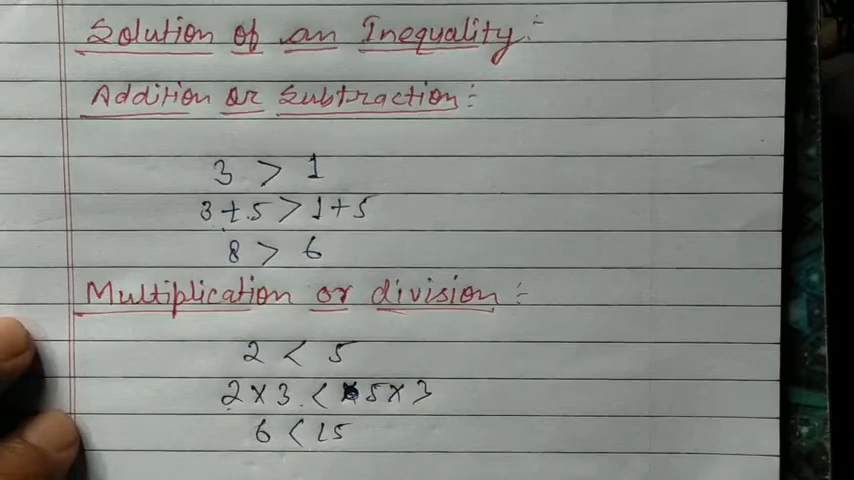 Solution of an Inequality:-
Addition or Subtraction:-
3 > 1
3+5 > 1+5
8 > 6
Multiplication or division:-
2 < 5
2×3 < 5×3
6 < 15